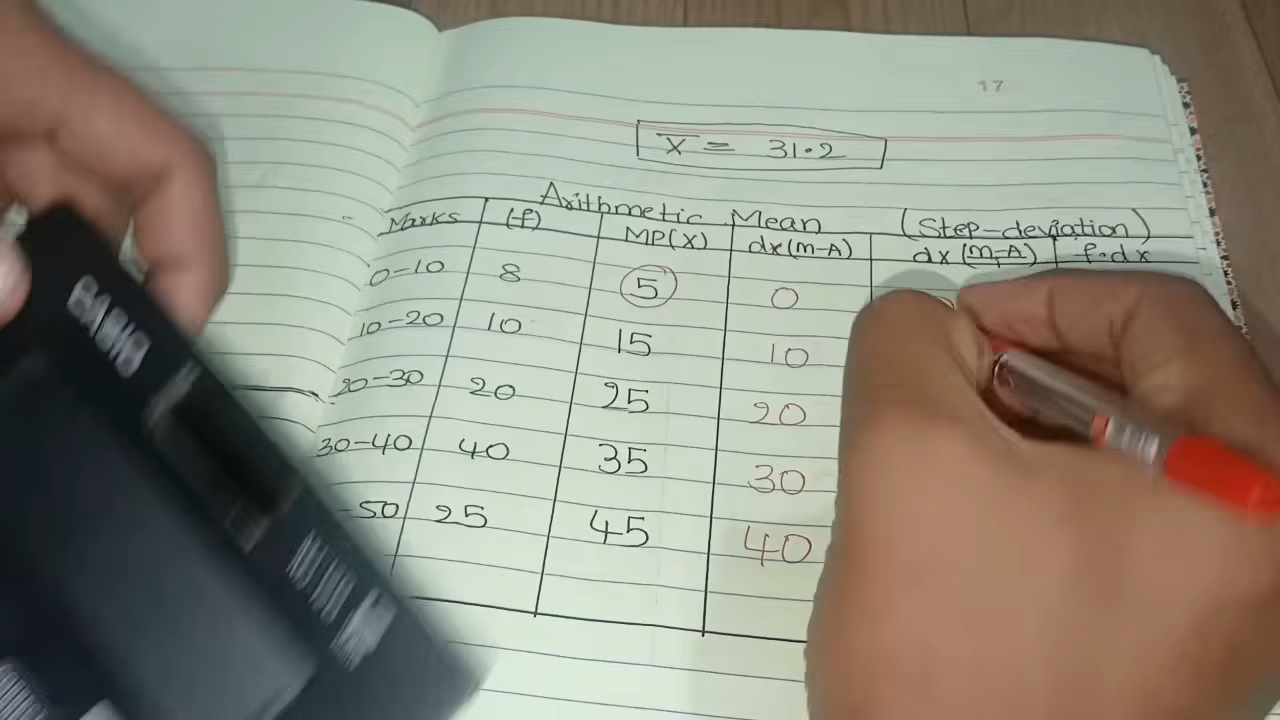 17
X = 31.2
Arithmetic Mean (Step-deviation)
Marks (f) MP(X) dx(m-A) dx(m-A/i) f.dx
0-10 8 5 0
10-20 10 15 10
20-30 20 25 20
30-40 40 35 30
-50 25 45 40